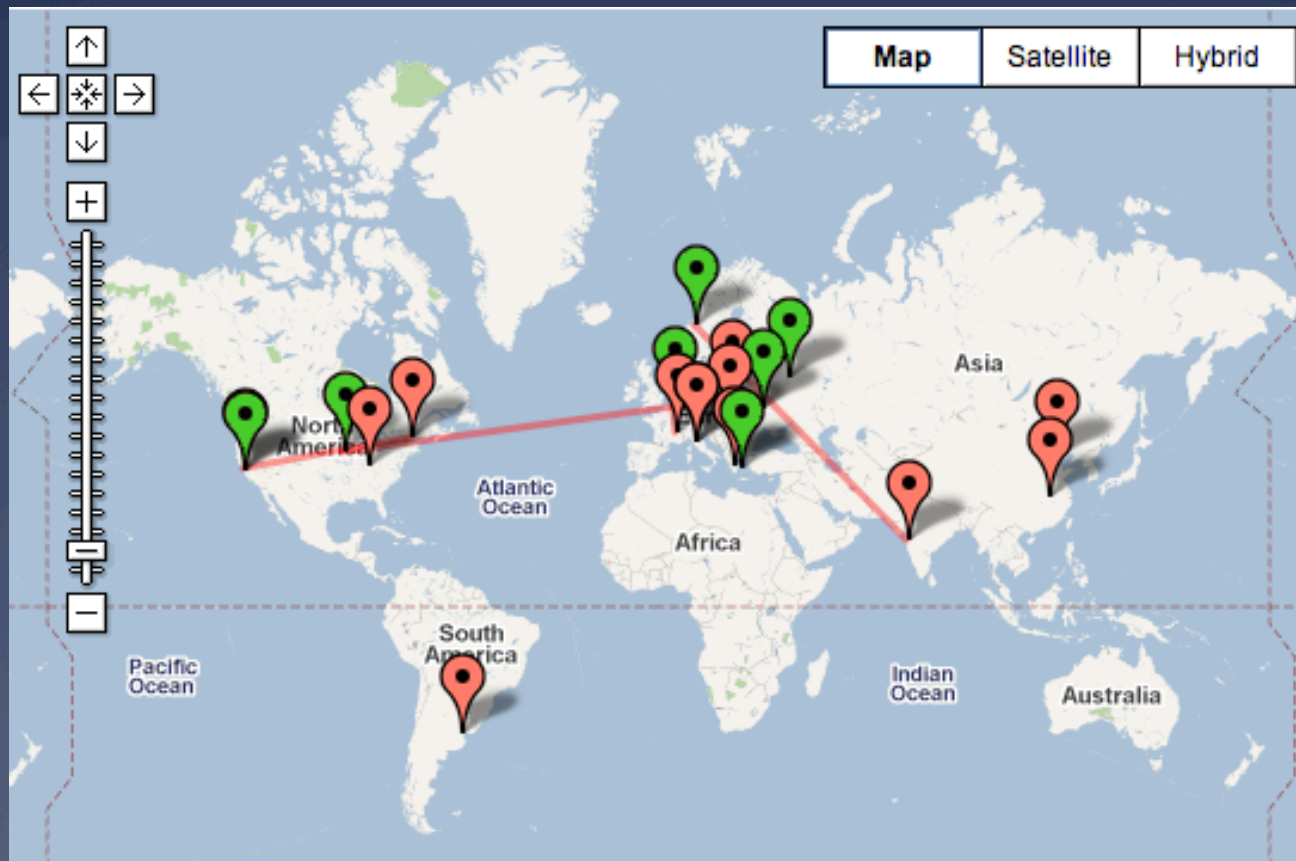 Map
Satellite
Hybrid
Asia
North
America
Atlantic
Ocean
Africa
South
America
Pacific
Ocean
Indian
Ocean
Australia